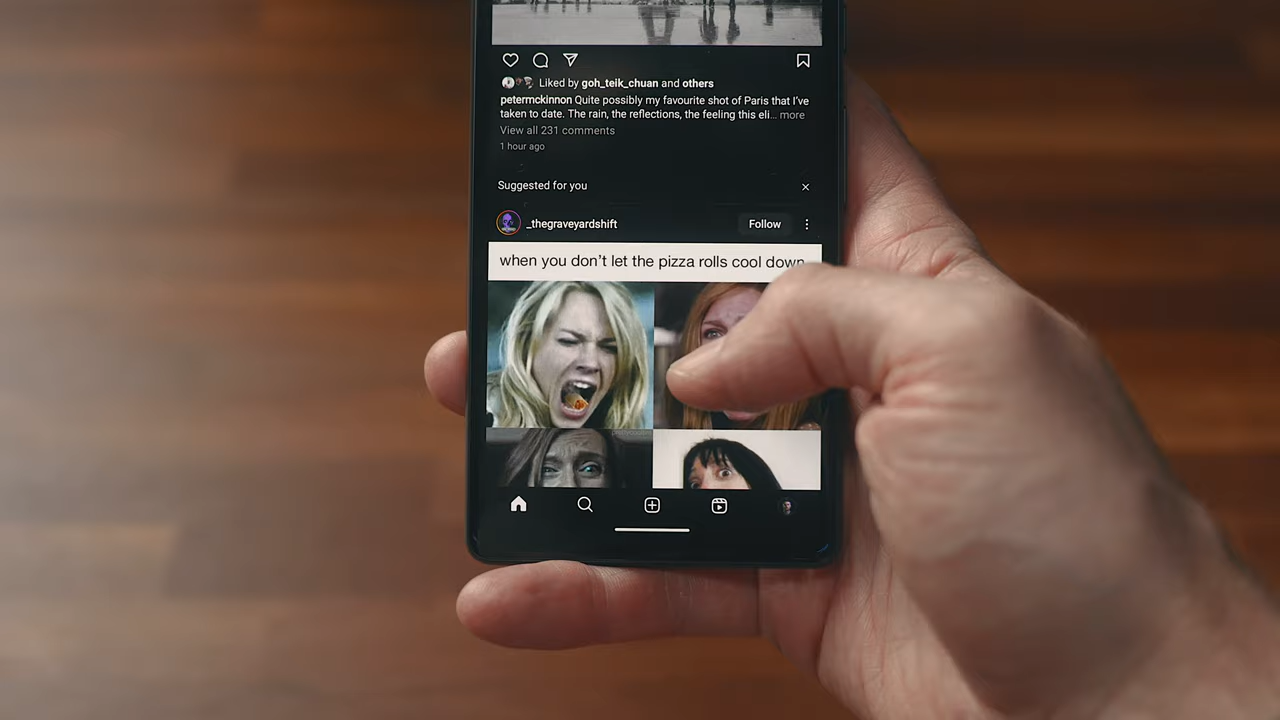 Liked by goh_teik_chuan and others
petermckinnon Quite possibly my favourite shot of Paris that I've
taken to date. The rain, the reflections, the feeling this eli... more
View all 231 comments
1 hour ago
Suggested for you
_thegraveyardshift
Follow
when you don't let the pizza rolls cool down